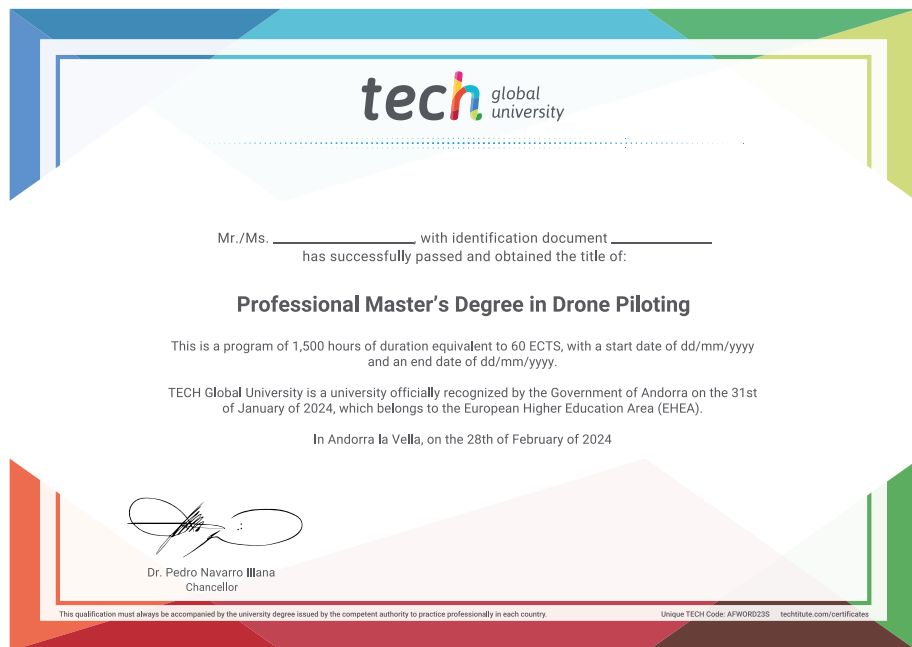 tech global
university
Mr./Ms. ______________, with identification document __________
has successfully passed and obtained the title of:
Professional Master’s Degree in Drone Piloting
This is a program of 1,500 hours of duration equivalent to 60 ECTS, with a start date of dd/mm/yyyy
and an end date of dd/mm/yyyy.
TECH Global University is a university officially recognized by the Government of Andorra on the 31st
of January of 2024, which belongs to the European Higher Education Area (EHEA).
In Andorra la Vella, on the 28th of February of 2024
Dr. Pedro Navarro Illana
Chancellor
This qualification must always be accompanied by the university degree issued by the competent authority to practice professionally in each country.
Unique TECH Code: AFWORD23S techtitute.com/certificates